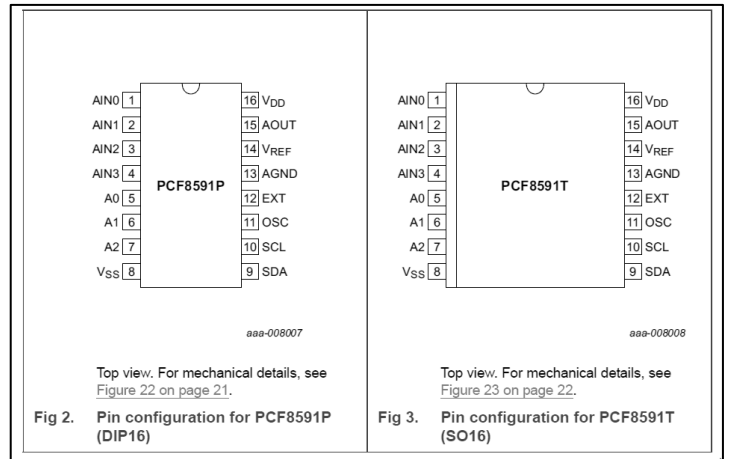 AIN0 1 16 VDD
AIN1 2 15 AOUT
AIN2 3 14 VREF
AIN3 4 13 AGND
PCF8591P
A0 5 12 EXT
A1 6 11 OSC
A2 7 10 SCL
VSS 8 9 SDA
aaa-008007
Top view. For mechanical details, see
Figure 22 on page 21.
Fig 2. Pin configuration for PCF8591P
(DIP16)
AIN0 1 16 VDD
AIN1 2 15 AOUT
AIN2 3 14 VREF
AIN3 4 13 AGND
PCF8591T
A0 5 12 EXT
A1 6 11 OSC
A2 7 10 SCL
VSS 8 9 SDA
aaa-008008
Top view. For mechanical details, see
Figure 23 on page 22.
Fig 3. Pin configuration for PCF8591T
(SO16)